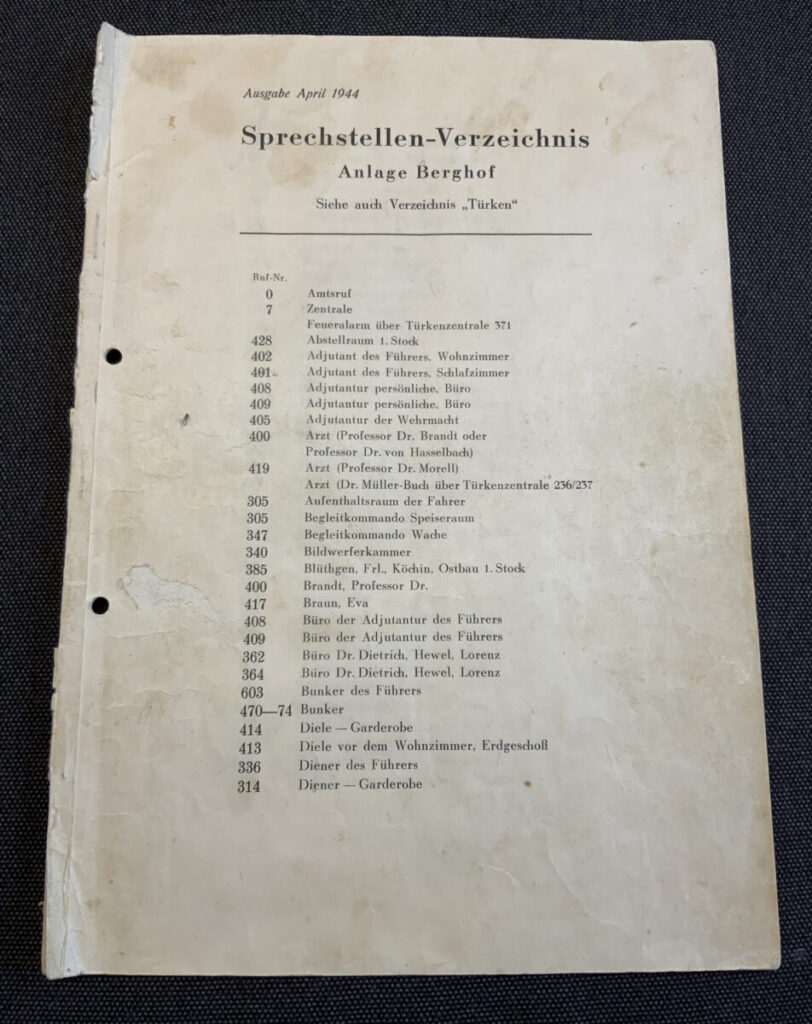 Ausgabe April 1944
Sprechstellen-Verzeichnis
Anlage Berghof
Siehe auch Verzeichnis „Türken“
Ruf-Nr.
0 Amtsruf
7 Zentrale
Feueralarm über Türkenzentrale 371
428 Abstellraum 1. Stock
402 Adjutant des Führers, Wohnzimmer
401 Adjutant des Führers, Schlafzimmer
408 Adjutantur persönliche, Büro
409 Adjutantur persönliche, Büro
405 Adjutantur der Wehrmacht
400 Arzt (Professor Dr. Brandt oder
Professor Dr. von Hasselbach)
419 Arzt (Professor Dr. Morell)
Arzt (Dr. Müller-Buch über Türkenzentrale 236/237
305 Aufenthaltsraum der Fahrer
305 Begleitkommando Speiseraum
347 Begleitkommando Wache
340 Bildwerferkammer
385 Blüthgen, Frl., Köchin, Ostbau 1. Stock
400 Brandt, Professor Dr.
417 Braun, Eva
408 Büro der Adjutantur des Führers
409 Büro der Adjutantur des Führers
362 Büro Dr. Dietrich, Hewel, Lorenz
364 Büro Dr. Dietrich, Hewel, Lorenz
603 Bunker des Führers
470—74 Bunker
414 Diele — Garderobe
413 Diele vor dem Wohnzimmer, Erdgeschoß
336 Diener des Führers
314 Diener — Garderobe